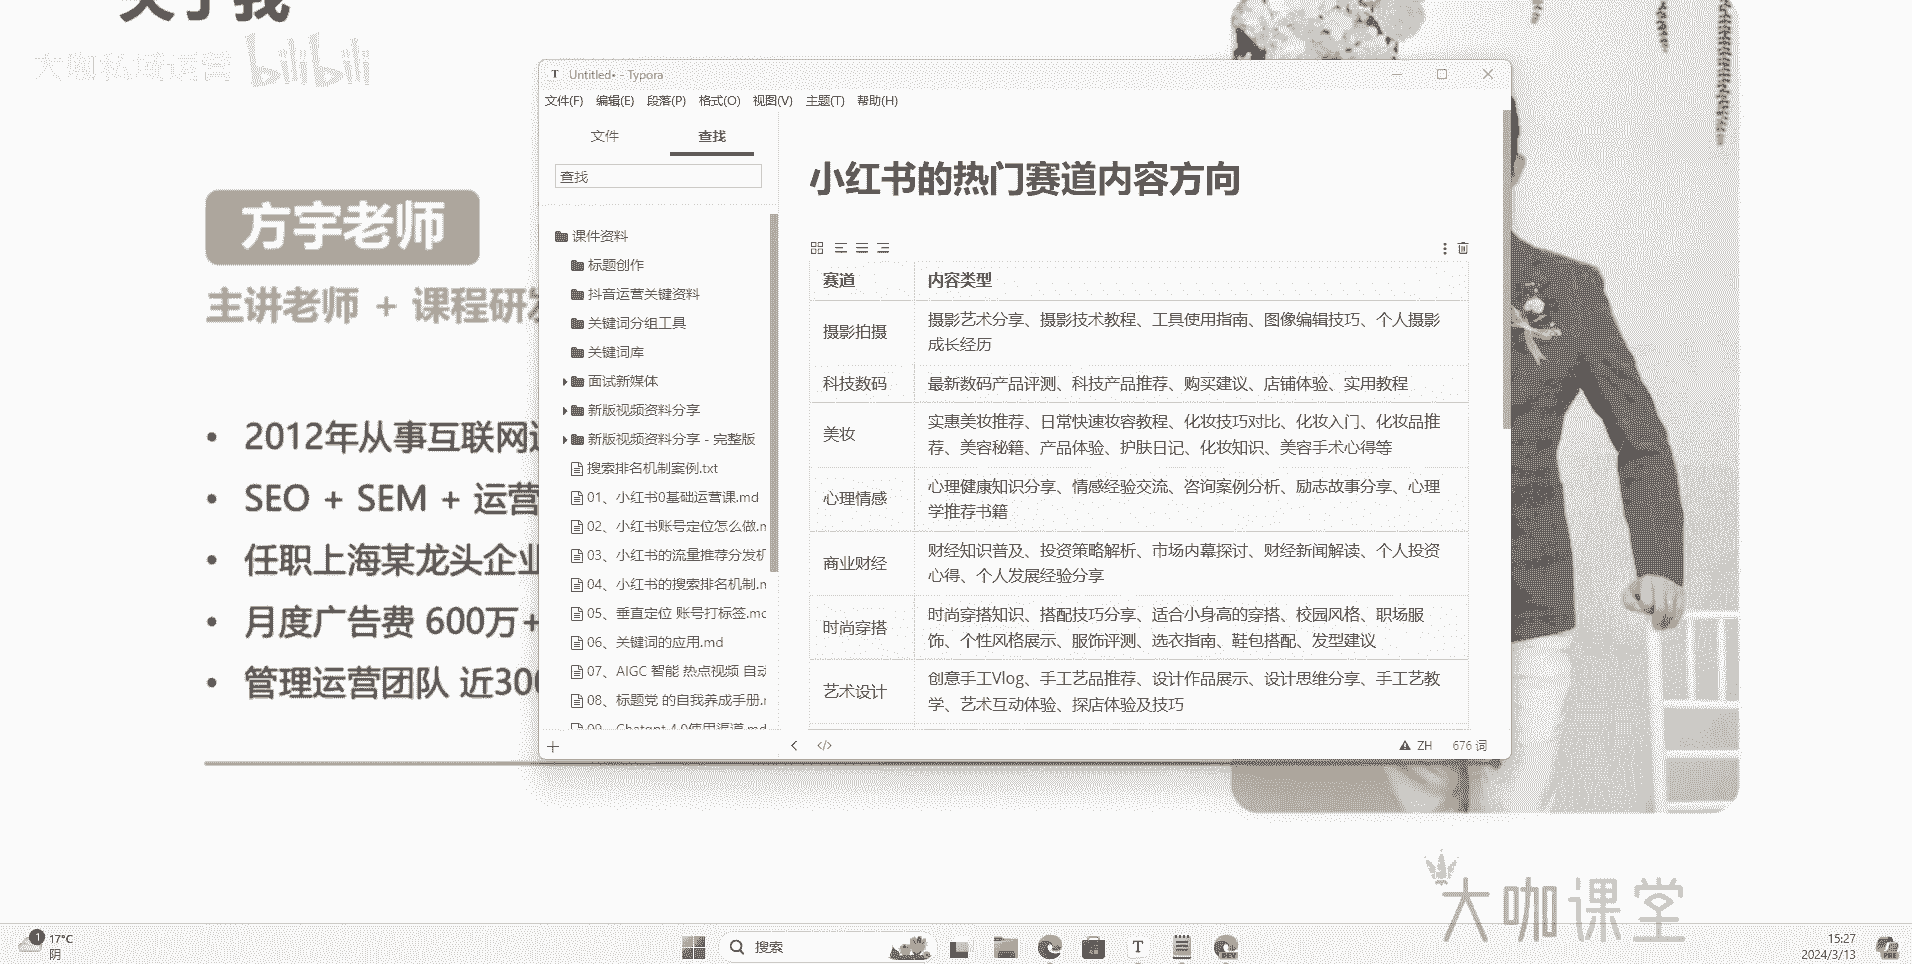 关于我
大咖私域运营 bilibili
方宇老师
主讲老师 + 课程研发
2012年从事互联网
SEO + SEM + 运营
任职上海某龙头企业
月度广告费 600万+
管理运营团队 近300
Untitled• - Typora
文件(F) 编辑(E) 段落(P) 格式(O) 视图(V) 主题(T) 帮助(H)
文件 查找
查找
课件资料
标题创作
抖音运营关键资料
关键词分组工具
关键词库
面试新媒体
新版视频资料分享
新版视频资料分享 - 完整版
搜索排名机制案例.txt
01、小红书0基础运营课.md
02、小红书账号定位怎么做.m
03、小红书的流量推荐分发机
04、小红书的搜索排名机制.m
05、垂直定位 账号打标签.mc
06、关键词的应用.md
07、AIGC 智能 热点视频 自动
08、标题党 的自我养成手册.r
09、Chatgpt 4.0使用渠道.md
小红书的热门赛道内容方向
赛道 内容类型
摄影拍摄 摄影艺术分享、摄影技术教程、工具使用指南、图像编辑技巧、个人摄影
成长经历
科技数码 最新数码产品评测、科技产品推荐、购买建议、店铺体验、实用教程
美妆 实惠美妆推荐、日常快速妆容教程、化妆技巧对比、化妆入门、化妆品推
荐、美容秘籍、产品体验、护肤日记、化妆知识、美容手术心得等
心理情感 心理健康知识分享、情感经验交流、咨询案例分析、励志故事分享、心理
学推荐书籍
商业财经 财经知识普及、投资策略解析、市场内幕探讨、财经新闻解读、个人投资
心得、个人发展经验分享
时尚穿搭 时尚穿搭知识、搭配技巧分享、适合小身高的穿搭、校园风格、职场服
饰、个性风格展示、服饰评测、选衣指南、鞋包搭配、发型建议
艺术设计 创意手工Vlog、手工艺品推荐、设计作品展示、设计思维分享、手工艺教
学、艺术互动体验、探店体验及技巧
ZH 676 词
大咖课堂
1 17°C
阴
搜索
T
DEV
15:27
2024/3/13
PRE